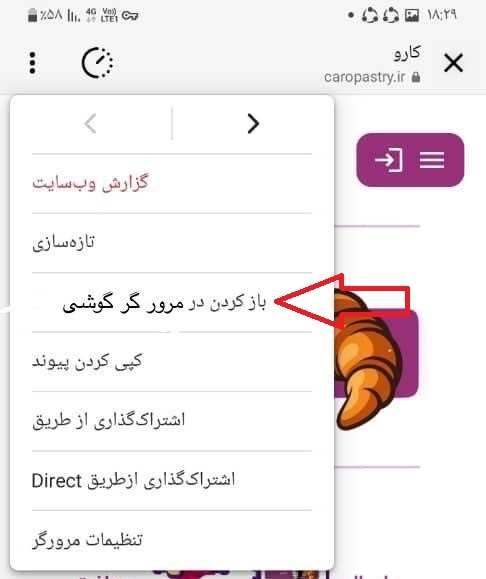 ۱۸:۲۹
4G Vo)) LTE1 ٪۵۸
کارو
caropastry.ir
گزارش وب‌سایت
تازه‌سازی
باز کردن در مرور گر گوشی
کپی کردن پیوند
اشتراک‌گذاری از طریق
اشتراک‌گذاری ازطریق Direct
تنظیمات مرورگر